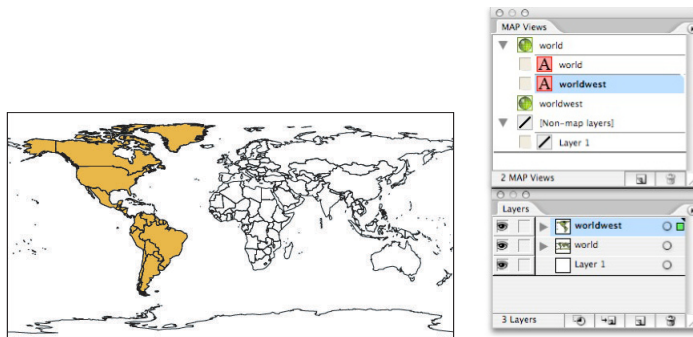 MAP Views
world
A world
A worldwest
worldwest
[Non-map layers]
Layer 1
2 MAP Views
Layers
worldwest
world
Layer 1
3 Layers